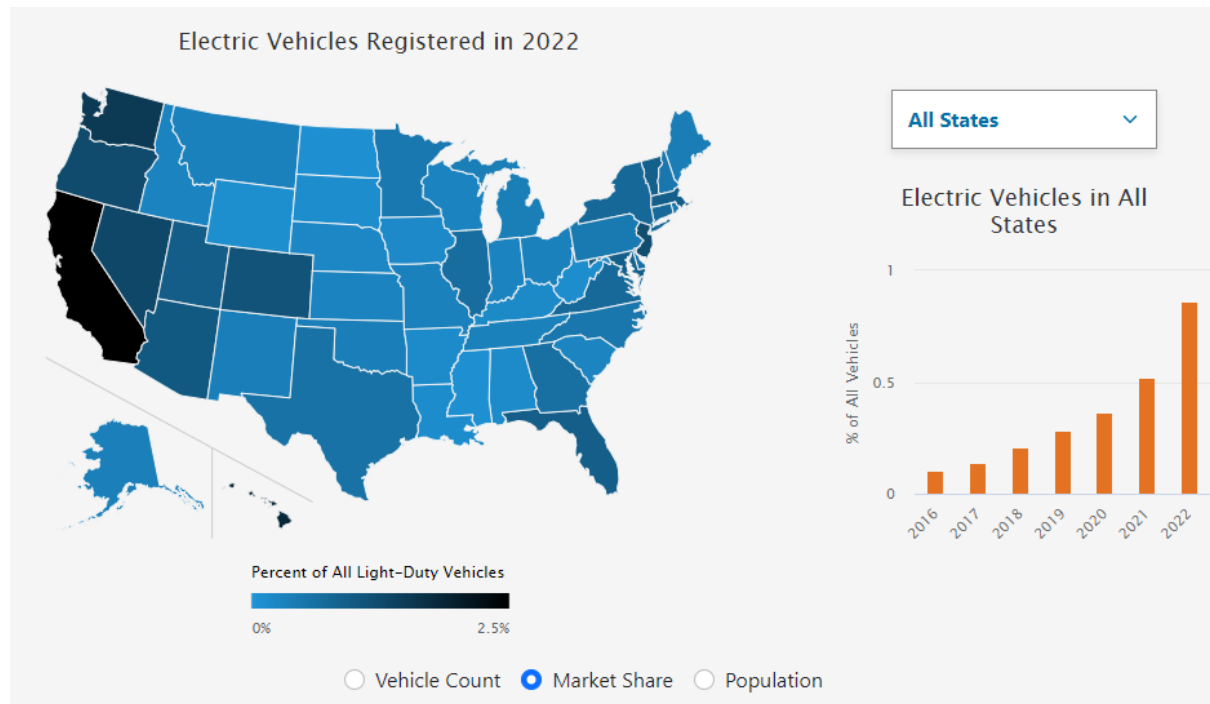 Electric Vehicles Registered in 2022
All States
Electric Vehicles in All
States
1
0.5
0
% of All Vehicles
2016
2017
2018
2019
2020
2021
2022
Percent of All Light-Duty Vehicles
0%
2.5%
Vehicle Count
Market Share
Population